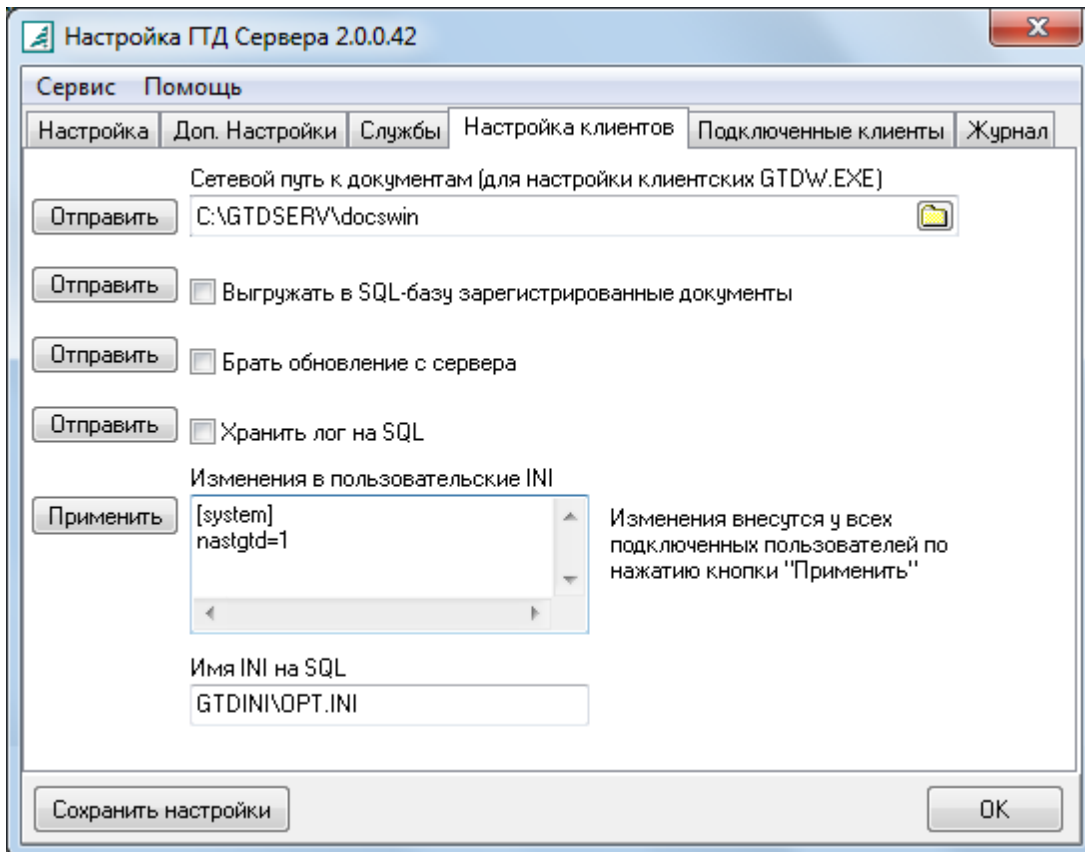 Настройка ГТД Сервера 2.0.0.42
Сервис Помощь
Настройка Доп. Настройки Службы Настройка клиентов Подключенные клиенты Журнал
Сетевой путь к документам (для настройки клиентских GTDW.EXE)
Отправить C:\GTDSERV\docswin
Отправить Выгружать в SQL-базу зарегистрированные документы
Отправить Брать обновление с сервера
Отправить Хранить лог на SQL
Изменения в пользовательские INI
Применить [system]
nastgtd=1
Изменения внесутся у всех
подключенных пользователей по
нажатию кнопки "Применить"
Имя INI на SQL
GTDINI\OPT.INI
Сохранить настройки OK